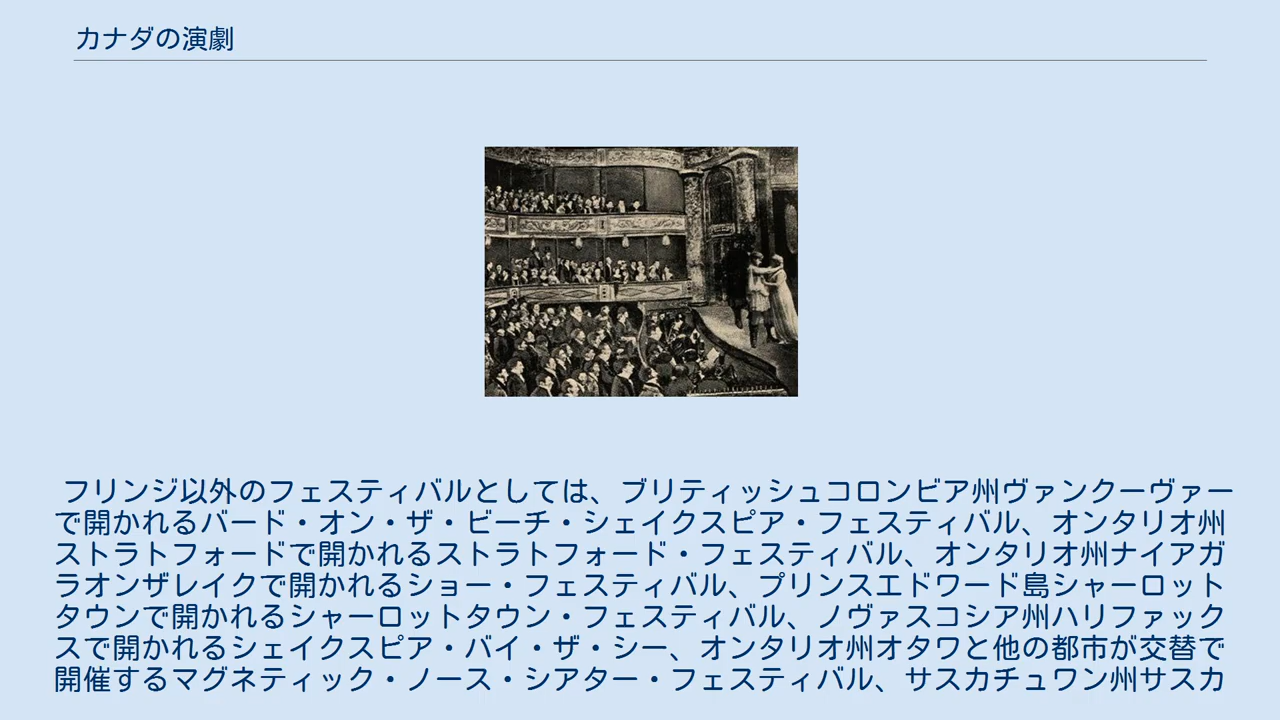 カナダの演劇
フリンジ以外のフェスティバルとしては、ブリティッシュコロンビア州ヴァンクーヴァー
で開かれるバード・オン・ザ・ビーチ・シェイクスピア・フェスティバル、オンタリオ州
ストラトフォードで開かれるストラトフォード・フェスティバル、オンタリオ州ナイアガ
ラオンザレイクで開かれるショー・フェスティバル、プリンスエドワード島シャーロット
タウンで開かれるシャーロットタウン・フェスティバル、ノヴァスコシア州ハリファック
スで開かれるシェイクスピア・バイ・ザ・シー、オンタリオ州オタワと他の都市が交替で
開催するマグネティック・ノース・シアター・フェスティバル、サスカチュワン州サスカ